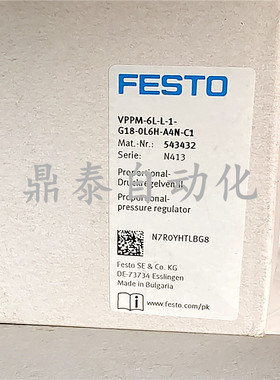 FESTO
VPPM-6L-L-1-
G18-0L6H-A4N-C1
Mat.-Nr.: 543432
Serie: N413
Proportional-
Druckregelventil
Proportional-
pressure regulator
鼎泰自动化
N7R0YHTLBG8
Festo SE & Co. KG
DE-73734 Esslingen
Made in Bulgaria
www.festo.com/pk